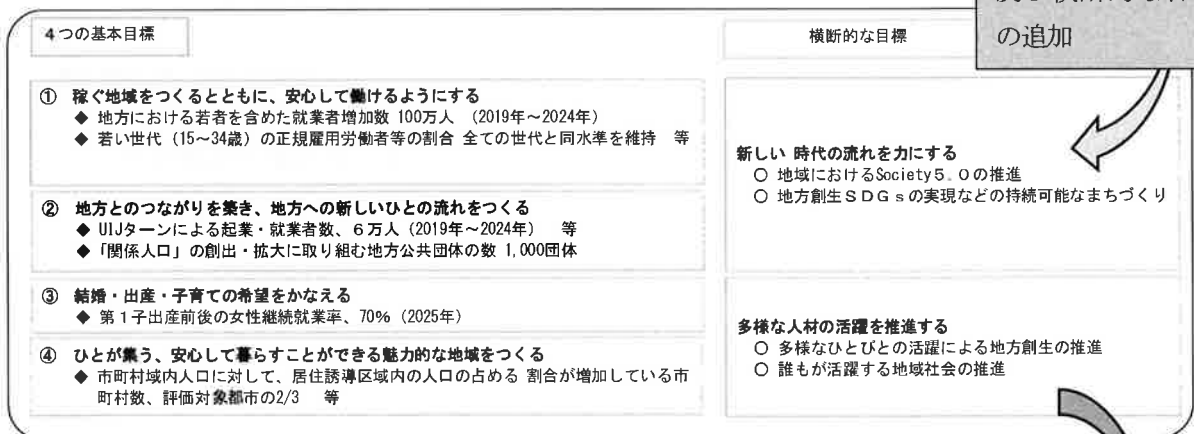 の追加
4つの基本目標
横断的な目標
① 稼ぐ地域をつくるとともに、安心して働けるようにする
◆ 地方における若者を含めた就業者増加数 100万人 (2019年~2024年)
◆ 若い世代 (15~34歳) の正規雇用労働者等の割合 全ての世代と同水準を維持 等
② 地方とのつながりを築き、地方への新しいひとの流れをつくる
◆ UIJターンによる起業・就業者数、6万人 (2019年~2024年) 等
◆「関係人口」の創出・拡大に取り組む地方公共団体の数 1,000団体
③ 結婚・出産・子育ての希望をかなえる
◆ 第1子出産前後の女性継続就業率、70% (2025年)
④ ひとが集う、安心して暮らすことができる魅力的な地域をつくる
◆ 市町村域内人口に対して、居住誘導区域内の人口の占める 割合が増加している市
町村数、評価対象都市の2/3 等
新しい 時代の流れを力にする
○ 地域におけるSociety5.0の推進
○ 地方創生SDGsの実現などの持続可能なまちづくり
多様な人材の活躍を推進する
○ 多様なひとびとの活躍による地方創生の推進
○ 誰もが活躍する地域社会の推進